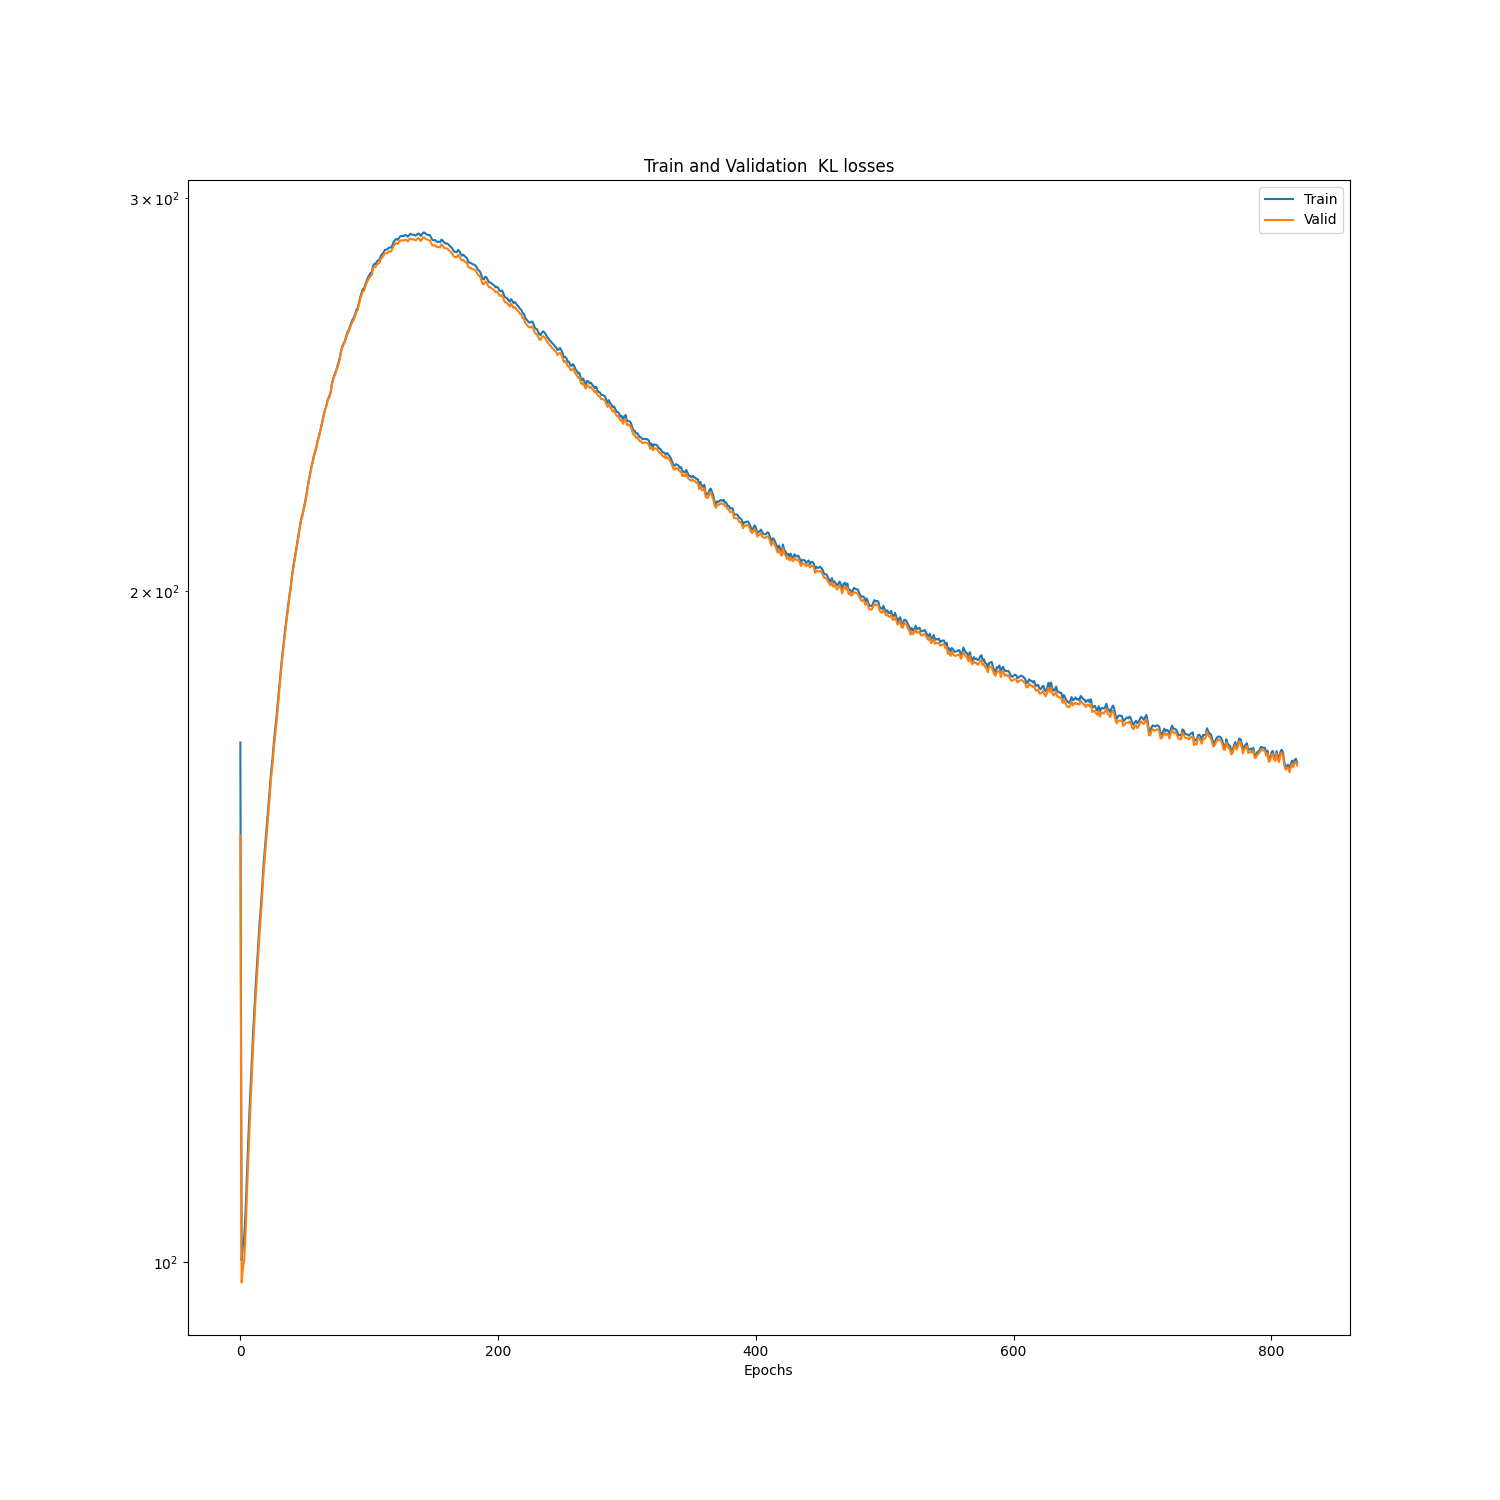 Train and Validation  KL losses
3 × 10²
2 × 10²
10²
Train
Valid
0 200 400 600 800
Epochs